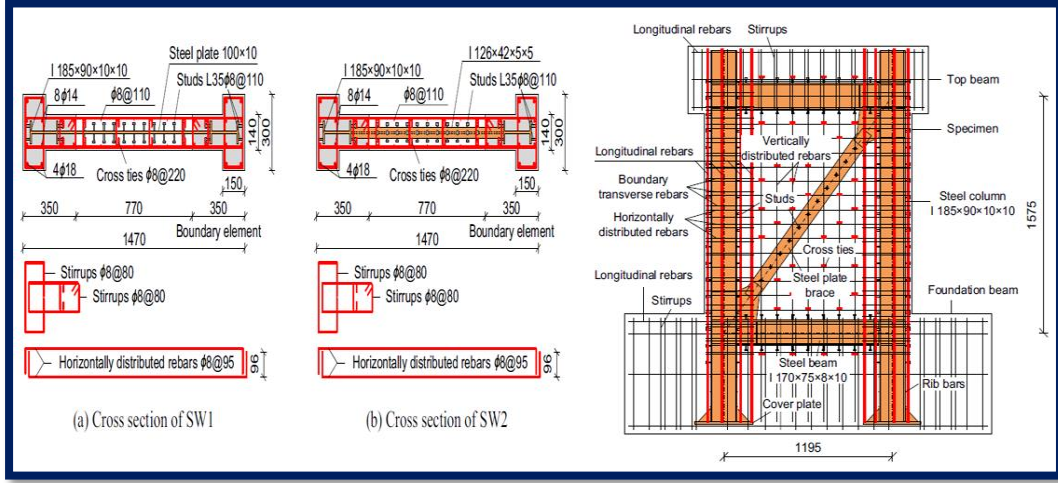 Steel plate 100×10
I 185×90×10×10
Studs L35ϕ8@110
8ϕ14
ϕ8@110
140
300
4ϕ18
Cross ties ϕ8@220
150
350
770
350
1470
Boundary element
Stirrups ϕ8@80
Stirrups ϕ8@80
Horizontally distributed rebars ϕ8@95
96
(a) Cross section of SW1
I 126×42×5×5
I 185×90×10×10
Studs L35ϕ8@110
8ϕ14
ϕ8@110
140
300
4ϕ18
Cross ties ϕ8@220
150
350
770
350
1470
Boundary element
Stirrups ϕ8@80
Stirrups ϕ8@80
Horizontally distributed rebars ϕ8@95
96
(b) Cross section of SW2
Longitudinal rebars
Stirrups
Top beam
Specimen
Vertically
distributed rebars
Longitudinal rebars
Boundary
transverse rebars
Studs
Steel column
I 185×90×10×10
Horizontally
distributed rebars
1575
Cross ties
Longitudinal rebars
Steel plate
brace
Foundation beam
Stirrups
Steel beam
I 170×75×8×10
Rib bars
Cover plate
1195